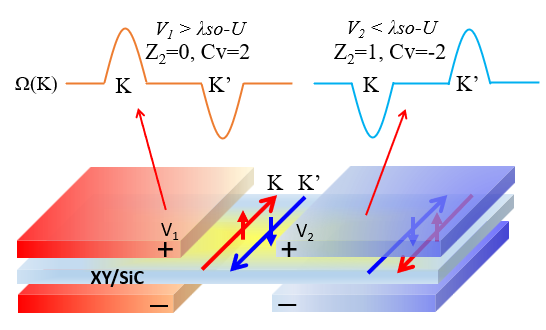 V₁ > λso-U
Z₂=0, Cv=2
V₂ < λso-U
Z₂=1, Cv=-2
Ω(K)
K
K’
K
K’
K K’
V₁
+
V₂
+
XY/SiC
—
—